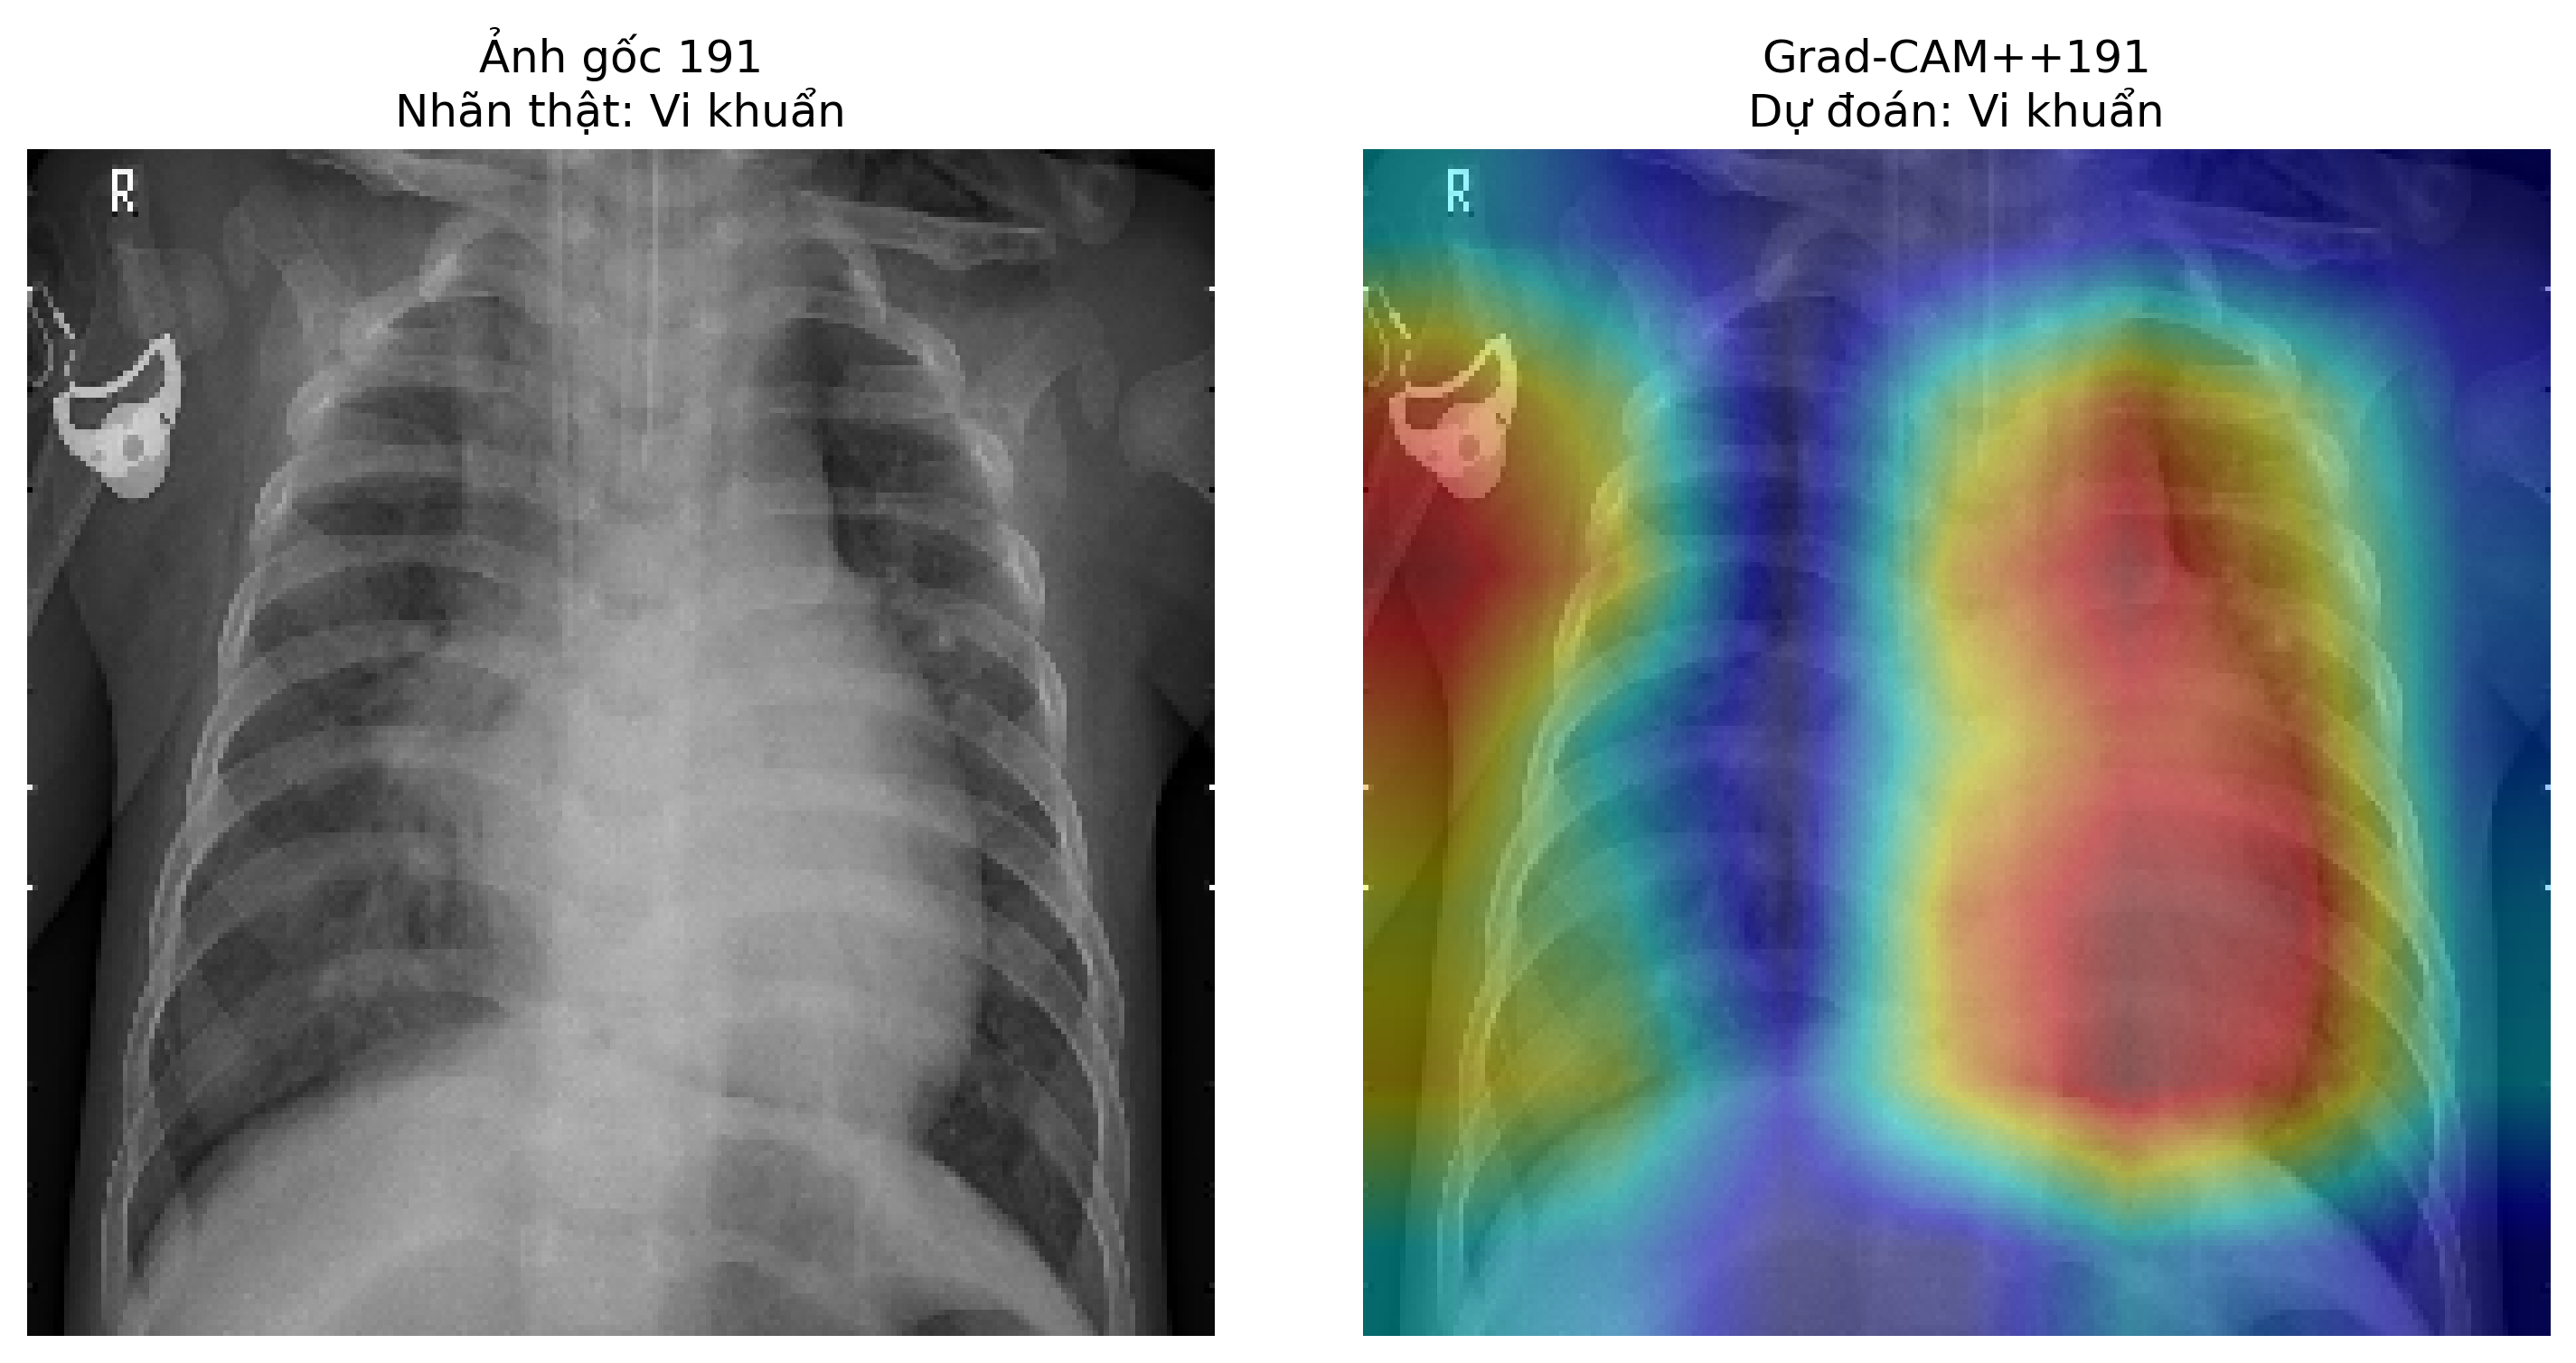 Ảnh gốc 191
Nhãn thật: Vi khuẩn
R
Grad-CAM++191
Dự đoán: Vi khuẩn
R